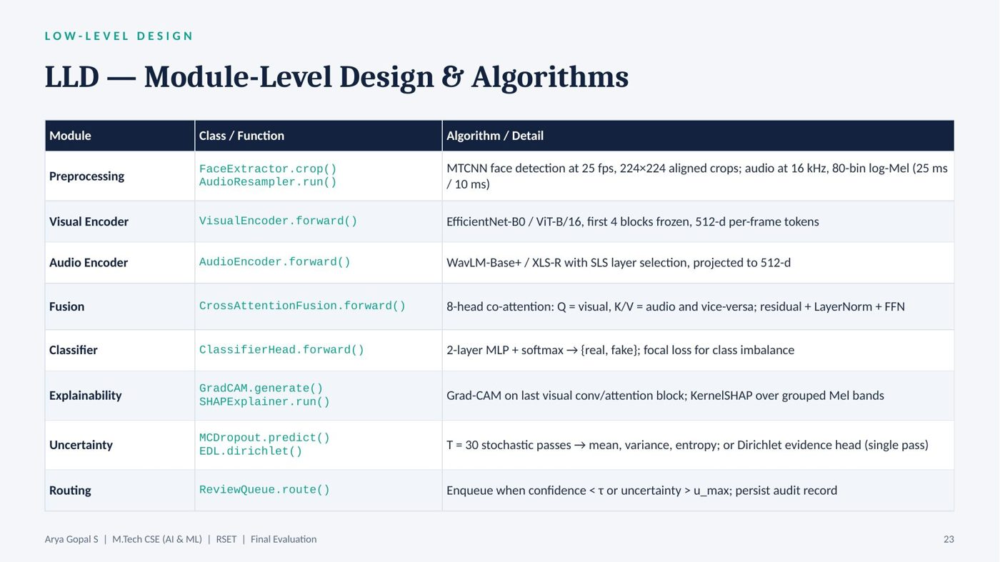 LOW-LEVEL DESIGN
LLD — Module-Level Design & Algorithms
Module Class / Function Algorithm / Detail
Preprocessing FaceExtractor.crop() AudioResampler.run() MTCNN face detection at 25 fps, 224×224 aligned crops; audio at 16 kHz, 80-bin log-Mel (25 ms / 10 ms)
Visual Encoder VisualEncoder.forward() EfficientNet-B0 / ViT-B/16, first 4 blocks frozen, 512-d per-frame tokens
Audio Encoder AudioEncoder.forward() WavLM-Base+ / XLS-R with SLS layer selection, projected to 512-d
Fusion CrossAttentionFusion.forward() 8-head co-attention: Q = visual, K/V = audio and vice-versa; residual + LayerNorm + FFN
Classifier ClassifierHead.forward() 2-layer MLP + softmax → {real, fake}; focal loss for class imbalance
Explainability GradCAM.generate() SHAPExplainer.run() Grad-CAM on last visual conv/attention block; KernelSHAP over grouped Mel bands
Uncertainty MCDropout.predict() EDL.dirichlet() T = 30 stochastic passes → mean, variance, entropy; or Dirichlet evidence head (single pass)
Routing ReviewQueue.route() Enqueue when confidence < τ or uncertainty > u_max; persist audit record
Arya Gopal S | M.Tech CSE (AI & ML) | RSET | Final Evaluation 23